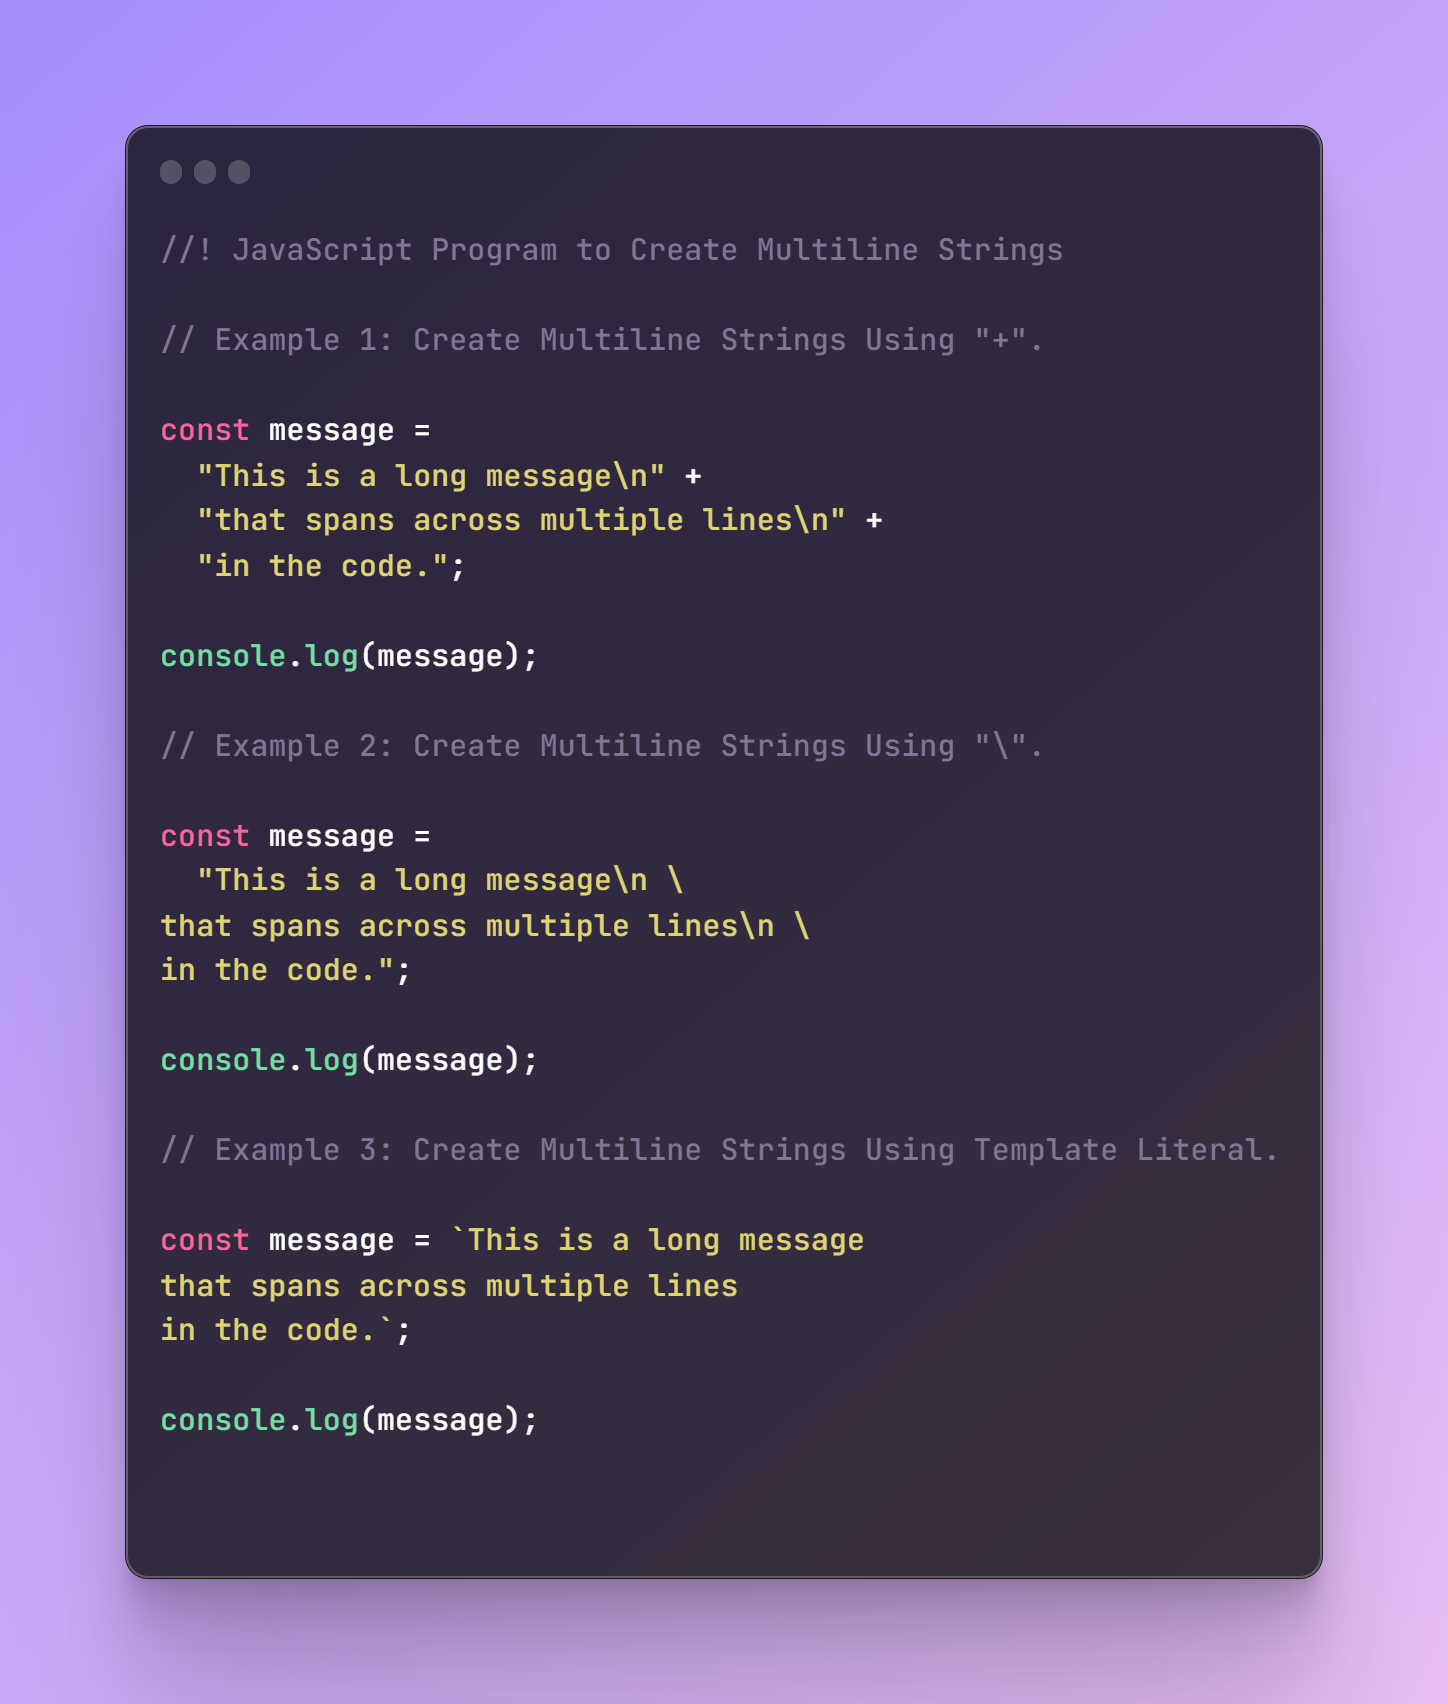 //! JavaScript Program to Create Multiline Strings

// Example 1: Create Multiline Strings Using "+".

const message =
  "This is a long message\n" +
  "that spans across multiple lines\n" +
  "in the code.";

console.log(message);

// Example 2: Create Multiline Strings Using "\".

const message =
  "This is a long message\n \
that spans across multiple lines\n \
in the code.";

console.log(message);

// Example 3: Create Multiline Strings Using Template Literal.

const message = `This is a long message
that spans across multiple lines
in the code.`;

console.log(message);